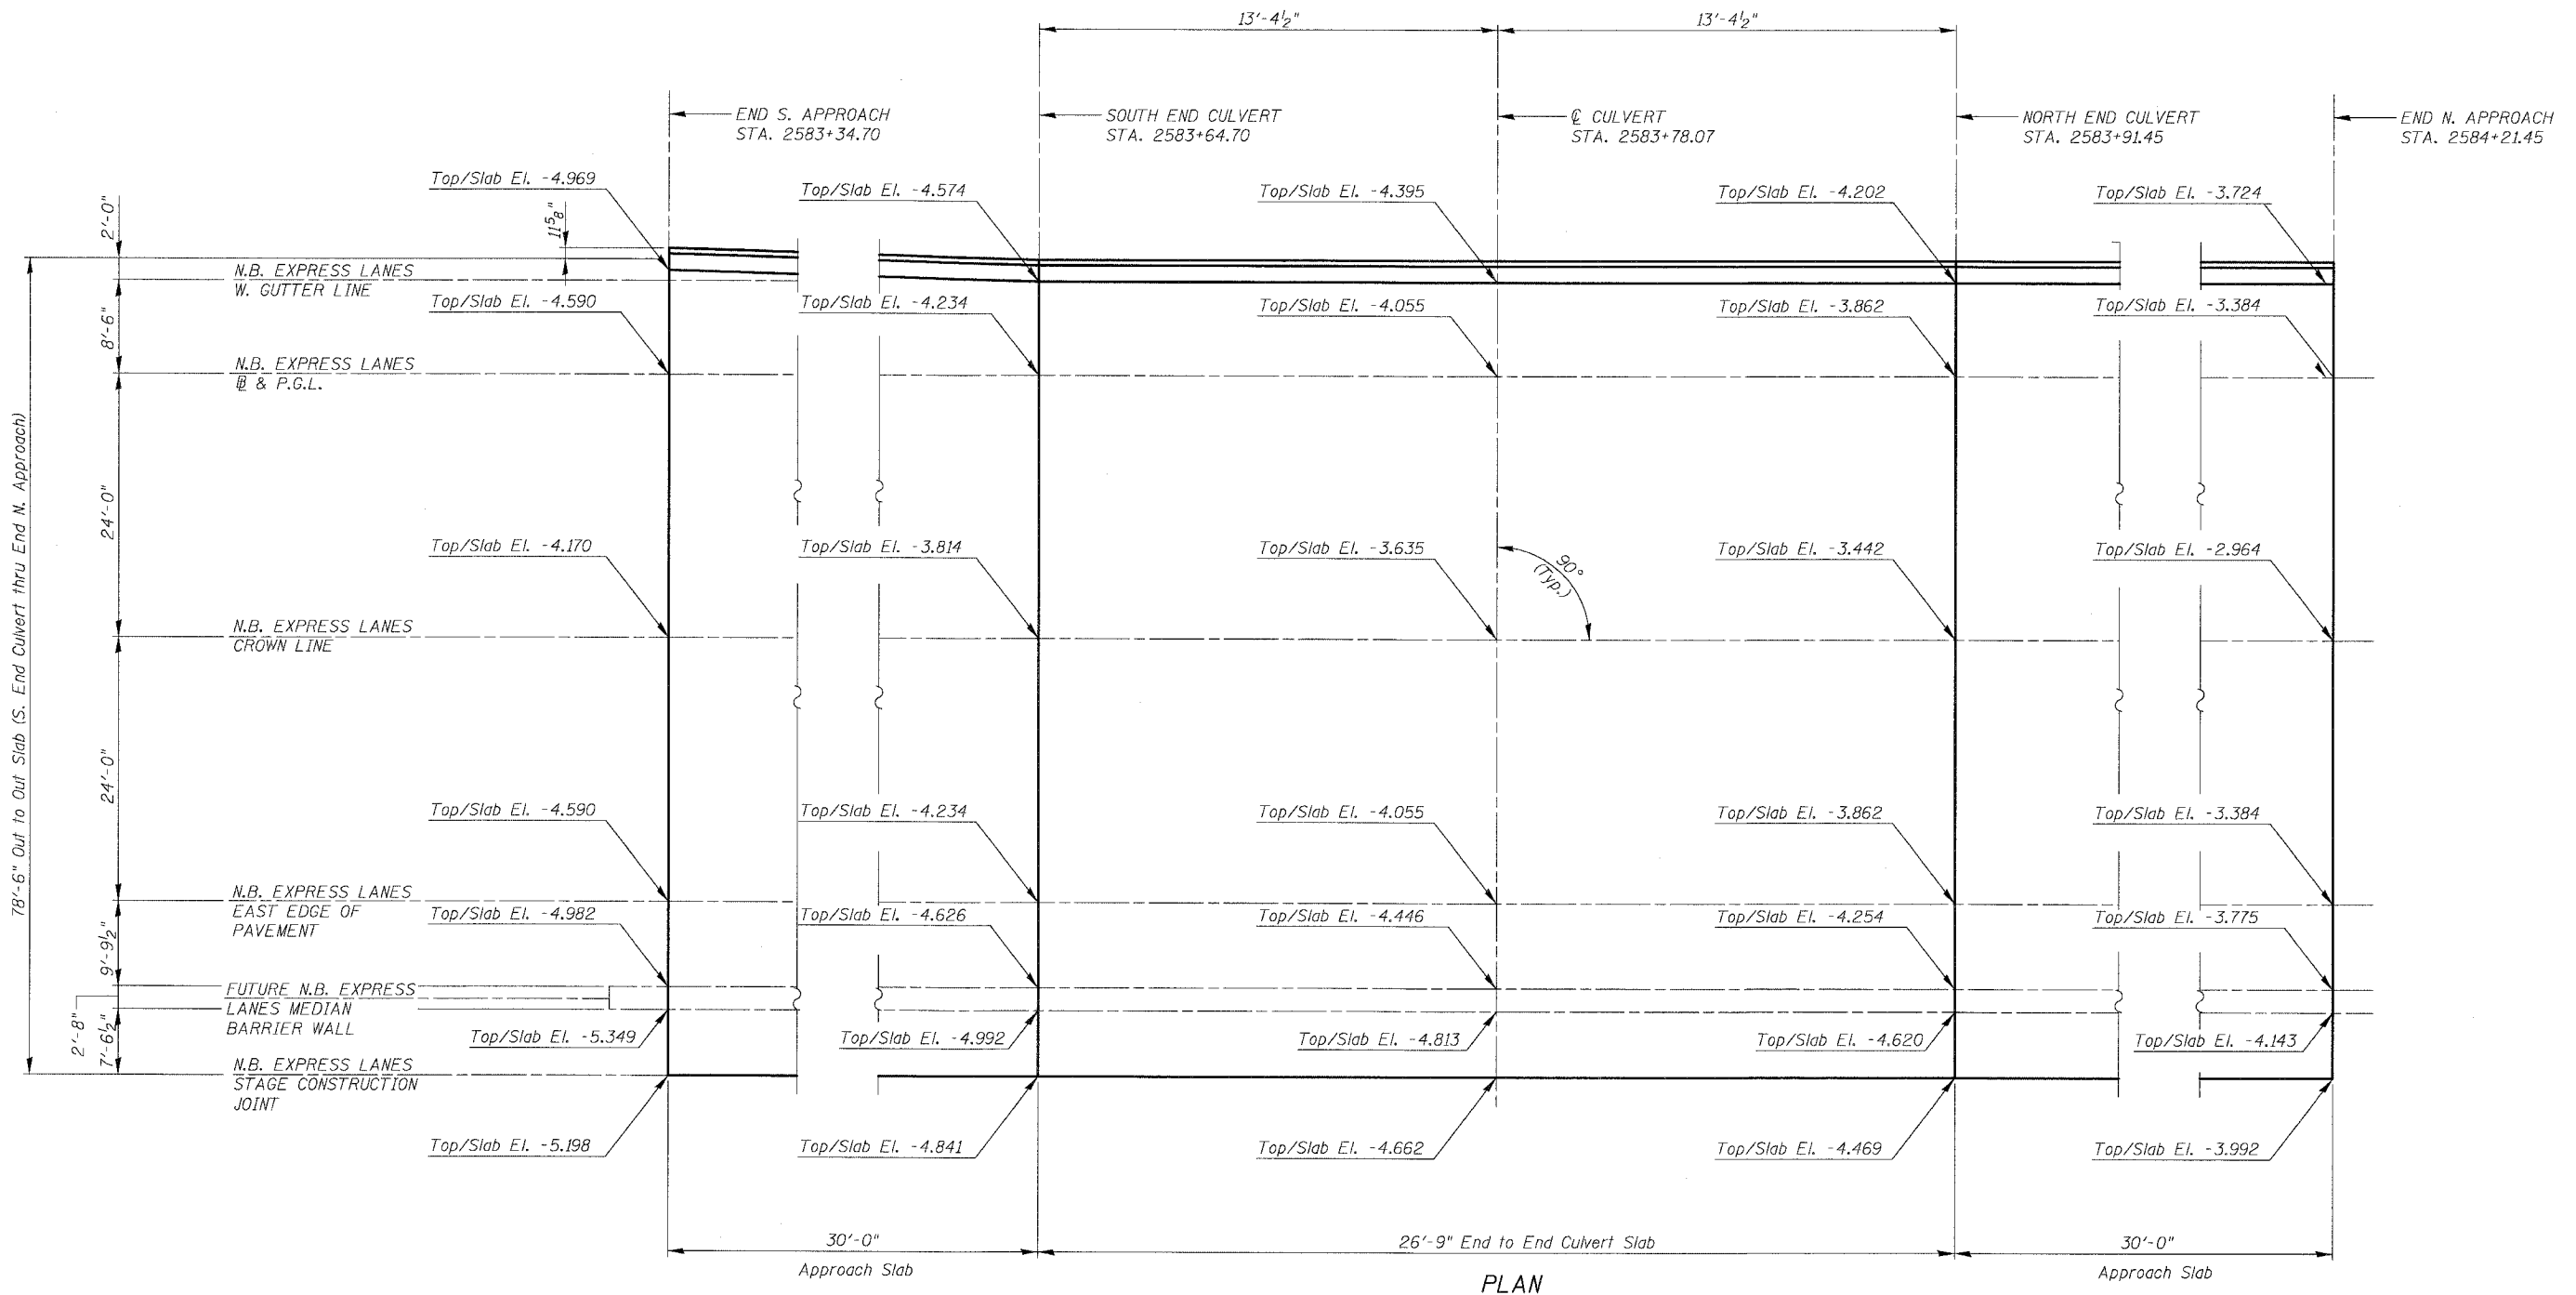 13'-4½"
13'-4½"
END S. APPROACH
STA. 2583+34.70
SOUTH END CULVERT
STA. 2583+64.70
℄ CULVERT
STA. 2583+78.07
NORTH END CULVERT
STA. 2583+91.45
END N. APPROACH
STA. 2584+21.45
Top/Slab El. -4.969
Top/Slab El. -4.574
Top/Slab El. -4.395
Top/Slab El. -4.202
Top/Slab El. -3.724
2'-0"
11⅝"
N.B. EXPRESS LANES
W. GUTTER LINE
Top/Slab El. -4.590
Top/Slab El. -4.234
Top/Slab El. -4.055
Top/Slab El. -3.862
Top/Slab El. -3.384
8'-6"
N.B. EXPRESS LANES
& P.G.L.
78'-6" Out to Out Slab (S. End Culvert thru End N. Approach)
24'-0"
Top/Slab El. -4.170
Top/Slab El. -3.814
Top/Slab El. -3.635
90°
(Typ.)
Top/Slab El. -3.442
Top/Slab El. -2.964
N.B. EXPRESS LANES
CROWN LINE
24'-0"
Top/Slab El. -4.590
Top/Slab El. -4.234
Top/Slab El. -4.055
Top/Slab El. -3.862
Top/Slab El. -3.384
N.B. EXPRESS LANES
EAST EDGE OF
PAVEMENT
Top/Slab El. -4.982
Top/Slab El. -4.626
Top/Slab El. -4.446
Top/Slab El. -4.254
Top/Slab El. -3.775
9'-9½"
FUTURE N.B. EXPRESS
LANES MEDIAN
BARRIER WALL
2'-8"
7'-6½"
Top/Slab El. -5.349
Top/Slab El. -4.992
Top/Slab El. -4.813
Top/Slab El. -4.620
Top/Slab El. -4.143
N.B. EXPRESS LANES
STAGE CONSTRUCTION
JOINT
Top/Slab El. -5.198
Top/Slab El. -4.841
Top/Slab El. -4.662
Top/Slab El. -4.469
Top/Slab El. -3.992
30'-0"
Approach Slab
26'-9" End to End Culvert Slab
30'-0"
Approach Slab
PLAN